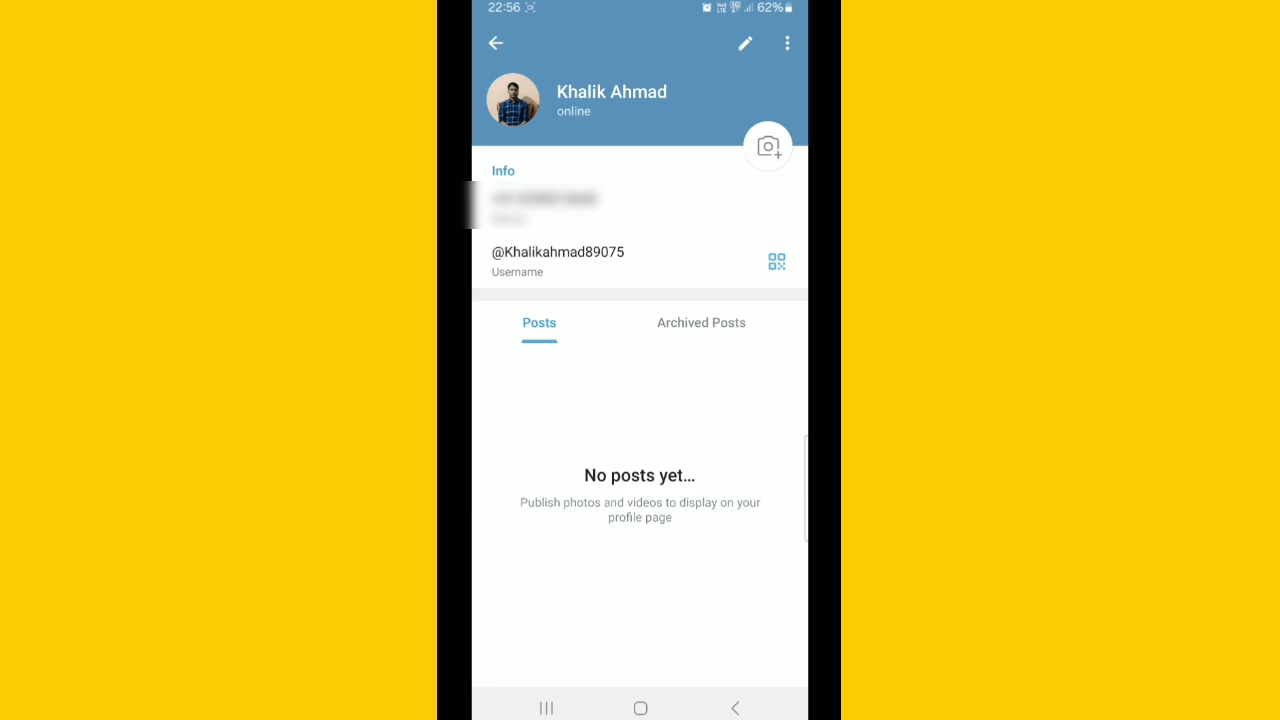 22:56 62%
Khalik Ahmad
online
Info
@Khalikahmad89075
Username
Posts Archived Posts
No posts yet...
Publish photos and videos to display on your
profile page